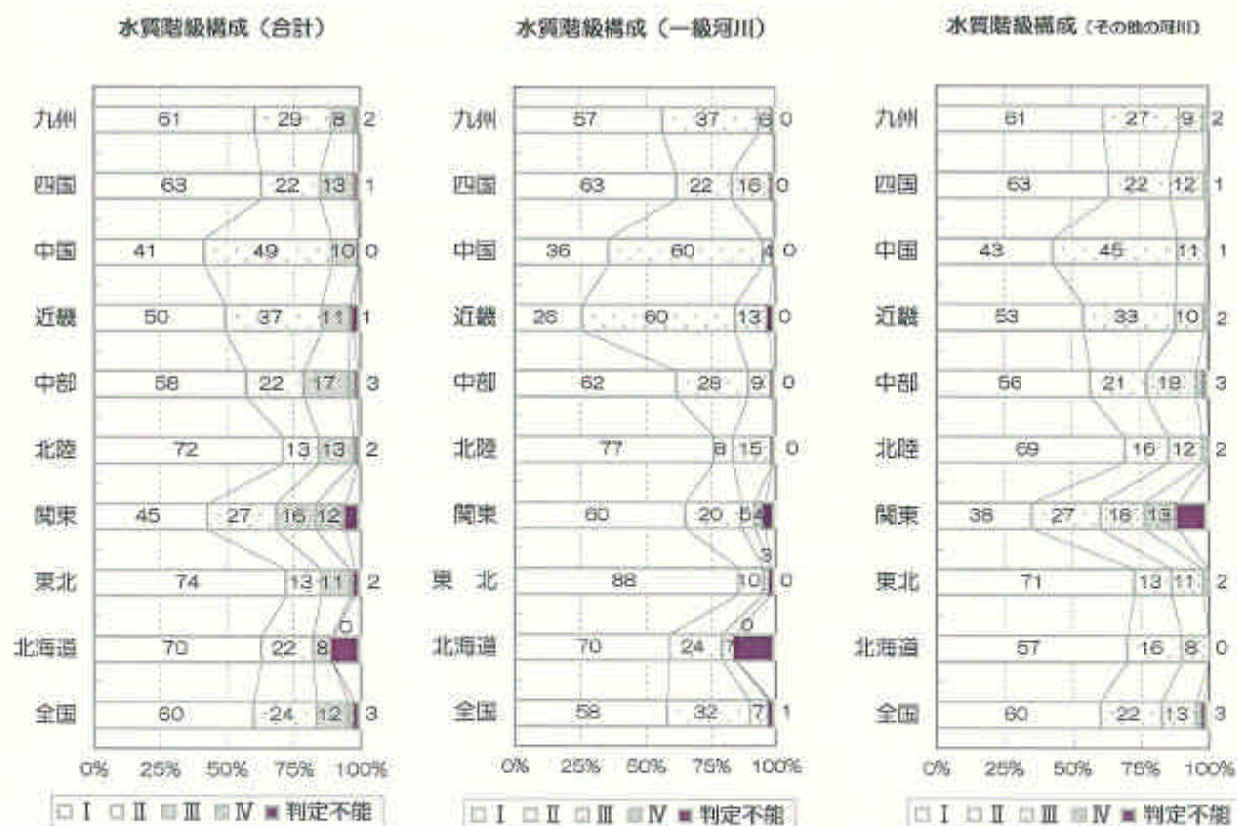 水質階級構成（合計）
九州 61 29 8 2
四国 63 22 13 1
中国 41 49 10 0
近畿 50 37 11 1
中部 58 22 17 3
北陸 72 13 13 2
関東 45 27 16 12
東北 74 13 11 2
0
北海道 70 22 8
全国 60 24 12 3
0% 25% 50% 75% 100%
Ⅰ Ⅱ Ⅲ Ⅳ 判定不能
水質階級構成（一級河川）
九州 57 37 6 0
四国 63 22 16 0
中国 36 60 4 0
近畿 26 60 13 0
中部 62 28 9 0
北陸 77 8 15 0
関東 60 20 5 4
3
東北 88 10 0
0
北海道 70 24 7
全国 58 32 7 1
0% 25% 50% 75% 100%
Ⅰ Ⅱ Ⅲ Ⅳ 判定不能
水質階級構成（その他の河川）
九州 61 27 9 2
四国 63 22 12 1
中国 43 45 11 1
近畿 53 33 10 2
中部 56 21 19 3
北陸 69 16 12 2
関東 38 27 18 13
東北 71 13 11 2
北海道 57 16 8 0
全国 60 22 13 3
0% 25% 50% 75% 100%
Ⅰ Ⅱ Ⅲ Ⅳ 判定不能